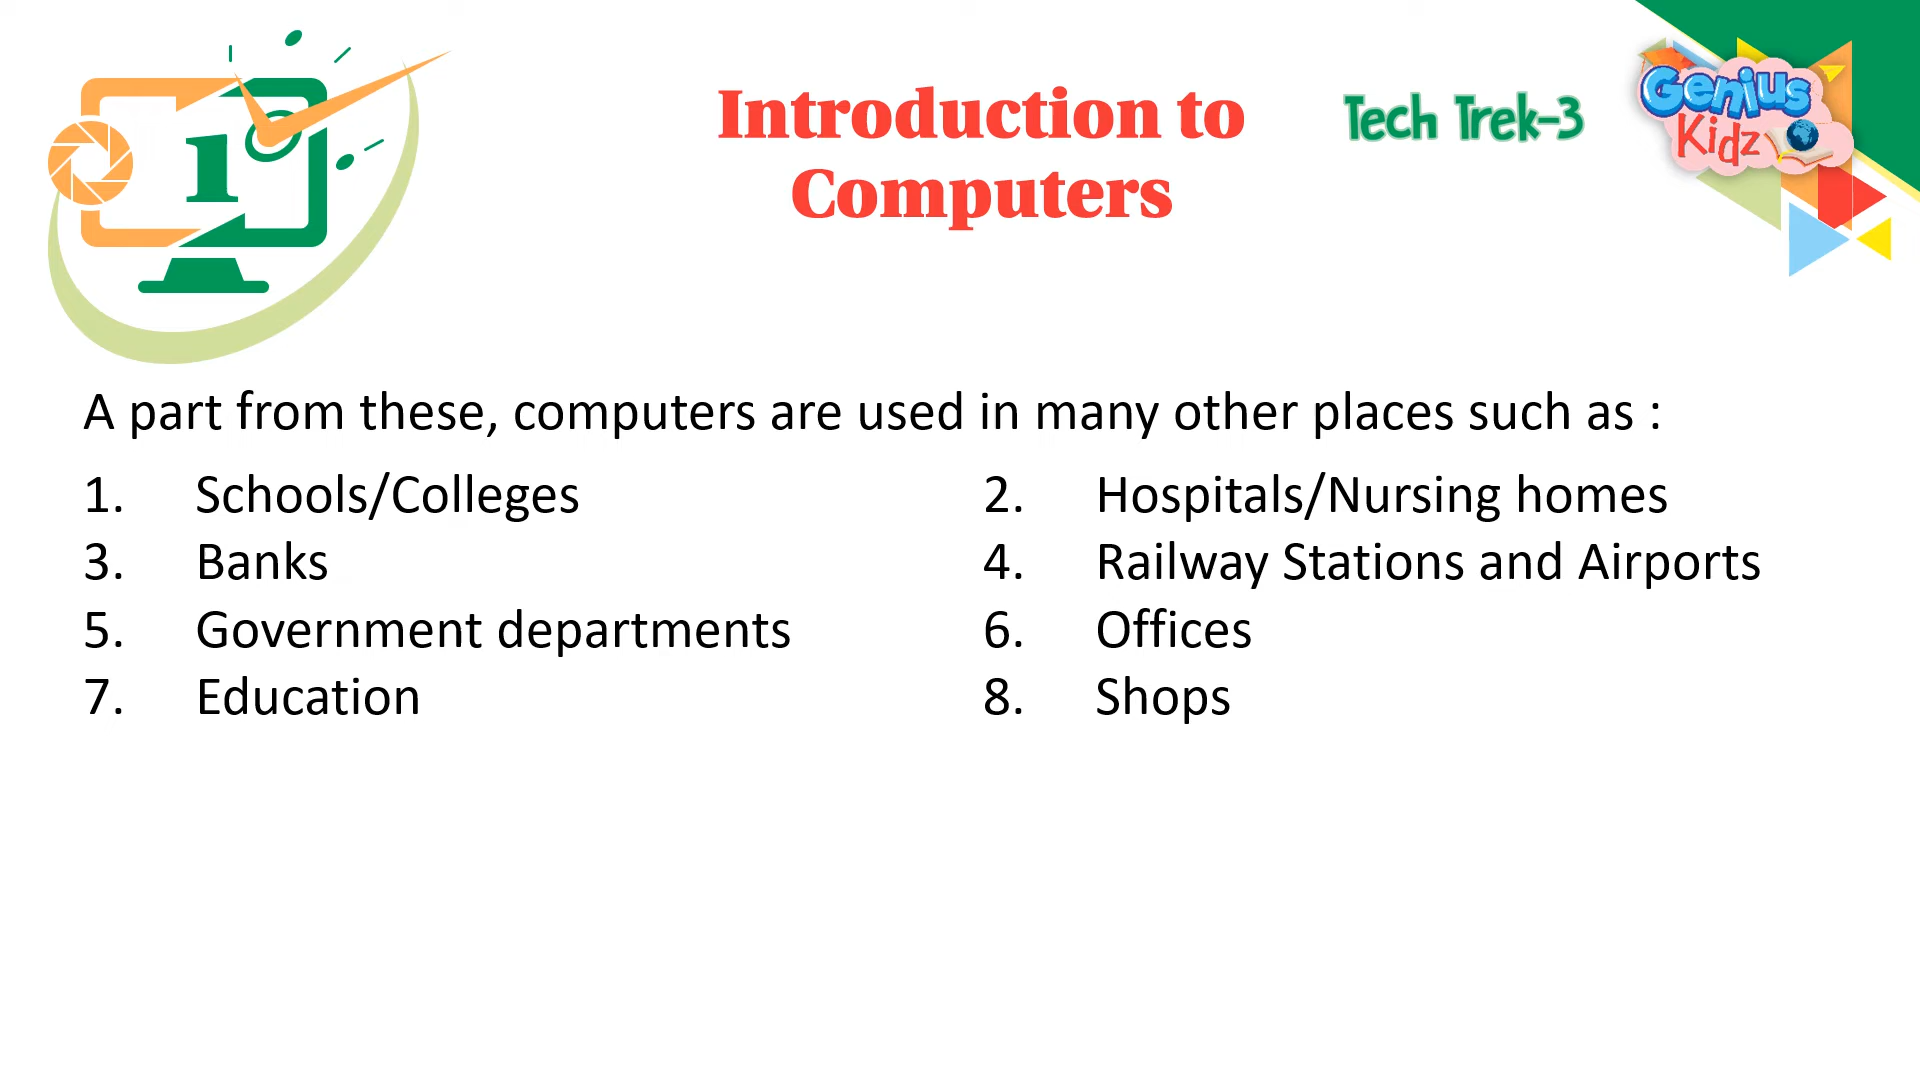 1
Introduction to
Computers
Tech Trek-3
Genius
Kidz
A part from these, computers are used in many other places such as :
1. Schools/Colleges
2. Hospitals/Nursing homes
3. Banks
4. Railway Stations and Airports
5. Government departments
6. Offices
7. Education
8. Shops